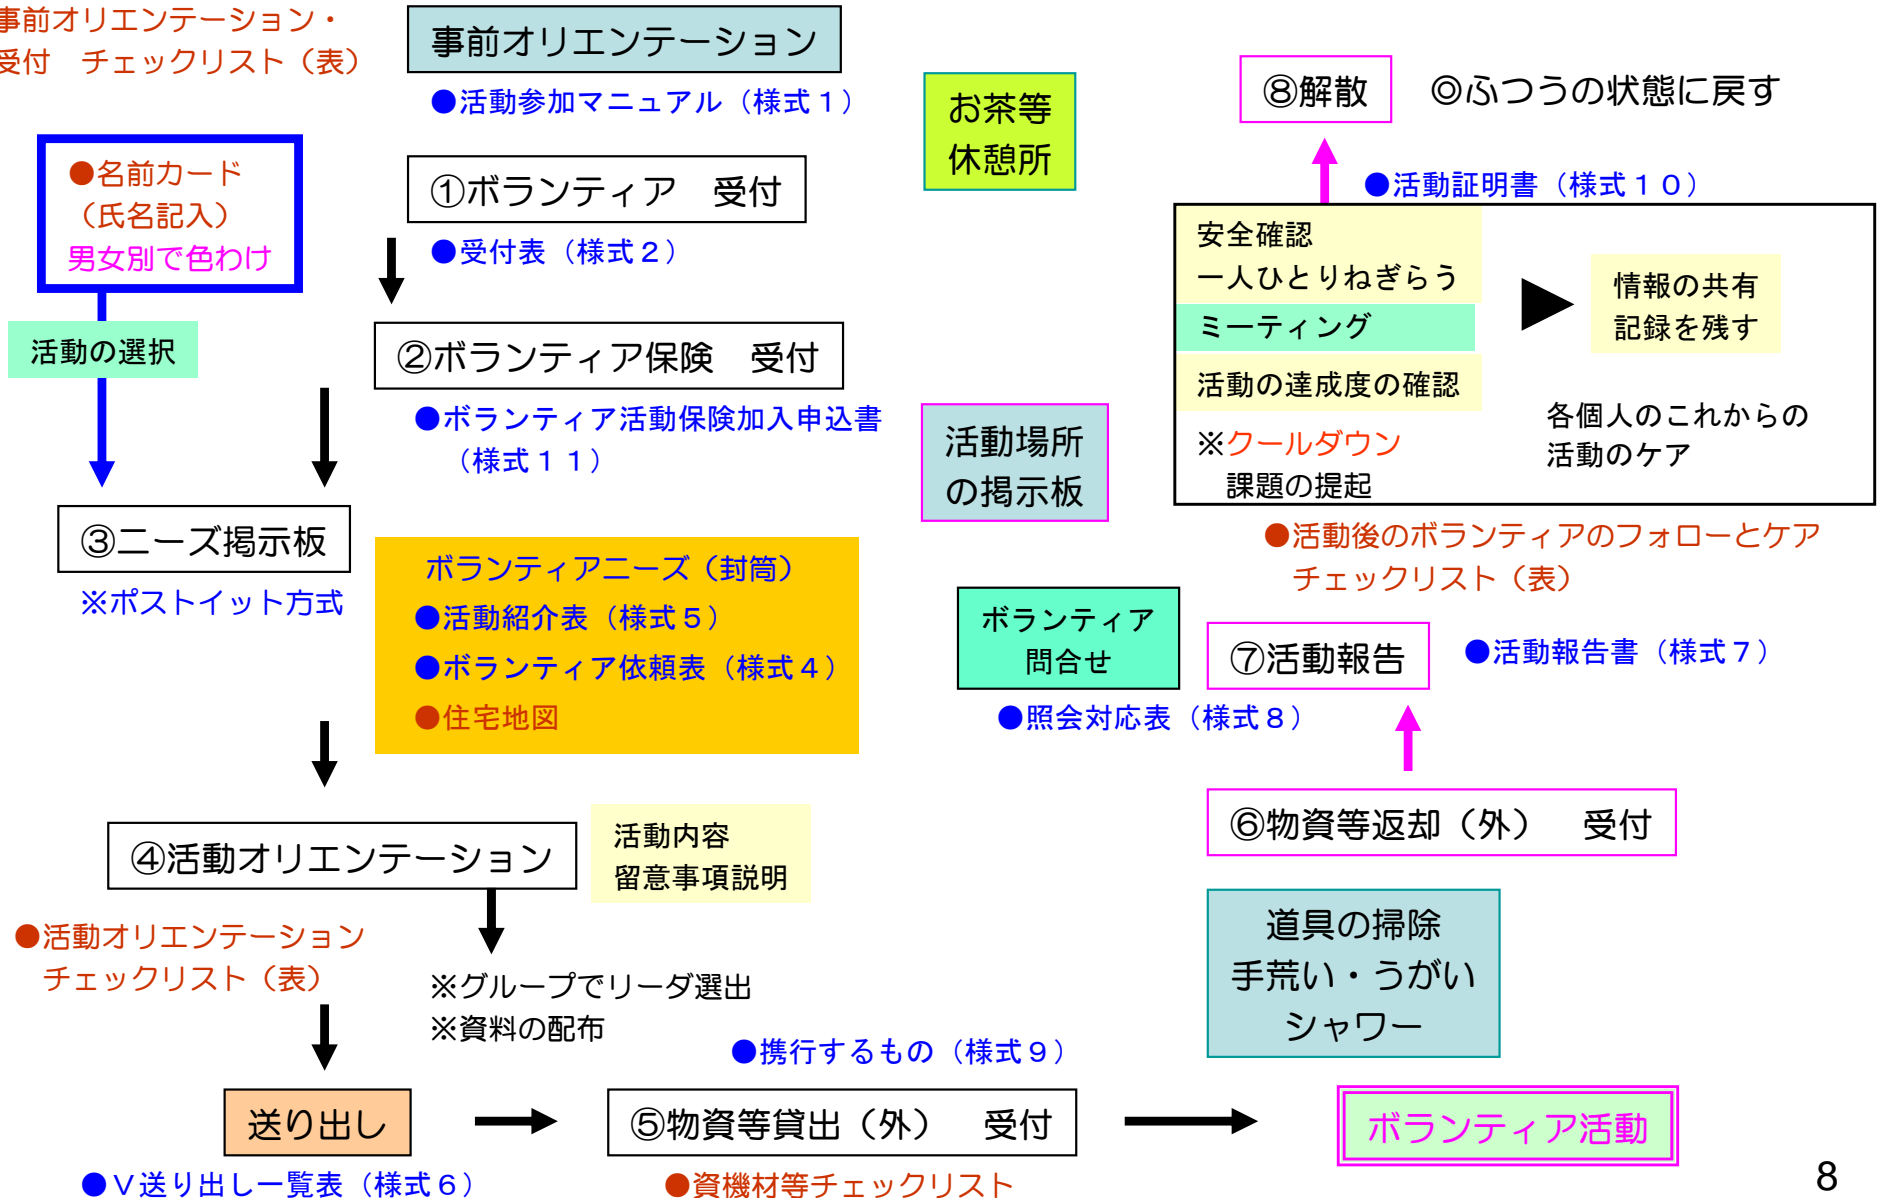 事前オリエンテーション・
受付　チェックリスト（表）
事前オリエンテーション
●活動参加マニュアル（様式１）
●名前カード
（氏名記入）
男女別で色わけ
①ボランティア　受付
●受付表（様式２）
活動の選択
②ボランティア保険　受付
●ボランティア活動保険加入申込書
（様式１１）
③ニーズ掲示板
※ポストイット方式
ボランティアニーズ（封筒）
●活動紹介表（様式５）
●ボランティア依頼表（様式４）
●住宅地図
④活動オリエンテーション
活動内容
留意事項説明
●活動オリエンテーション
チェックリスト（表）
※グループでリーダ選出
※資料の配布
送り出し
●Ｖ送り出し一覧表（様式６）
●携行するもの（様式９）
⑤物資等貸出（外）　受付
●資機材等チェックリスト
お茶等
休憩所
活動場所
の掲示板
ボランティア
問合せ
●照会対応表（様式８）
⑧解散
◎ふつうの状態に戻す
●活動証明書（様式１０）
安全確認
一人ひとりねぎらう
ミーティング
活動の達成度の確認
※クールダウン
課題の提起
情報の共有
記録を残す
各個人のこれからの
活動のケア
●活動後のボランティアのフォローとケア
チェックリスト（表）
⑦活動報告
●活動報告書（様式７）
⑥物資等返却（外）　受付
道具の掃除
手荒い・うがい
シャワー
ボランティア活動
8